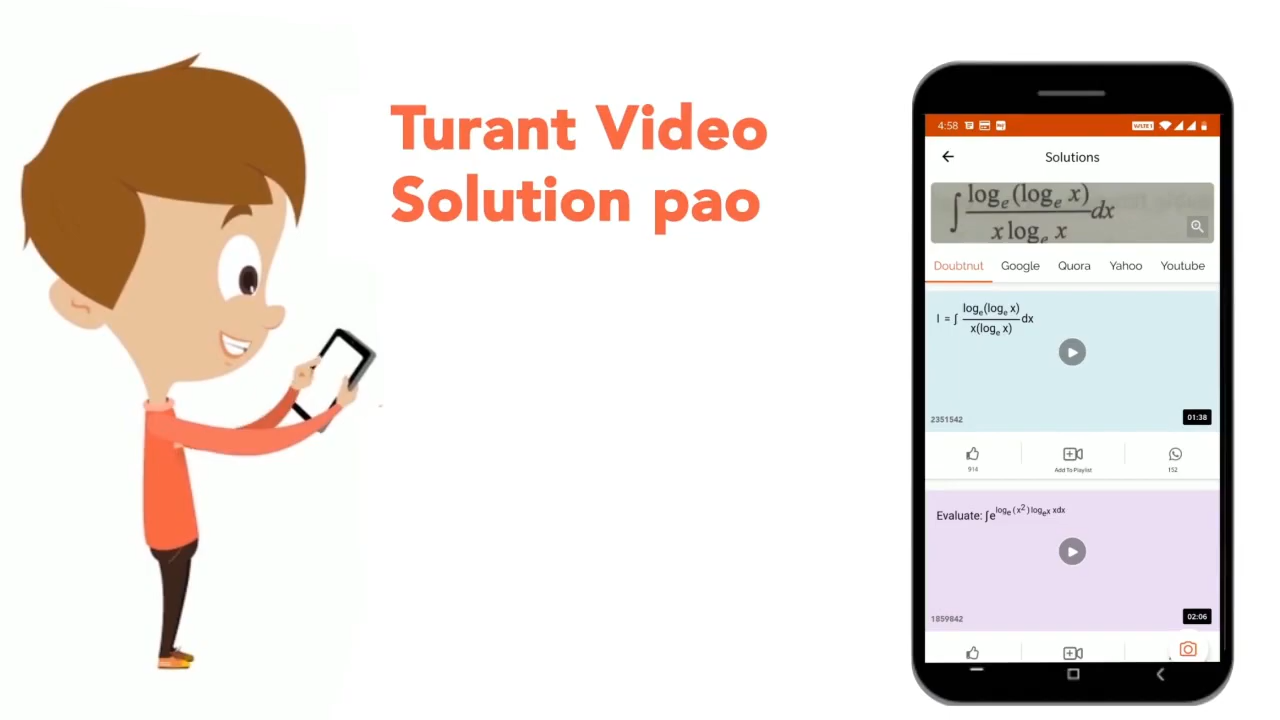 Turant Video
Solution pao
4:58
VoLTE1
Solutions
∫ logₑ(logₑ x) / x logₑ x dx
Doubtnut Google Quora Yahoo Youtube
I = ∫ logₑ(logₑ x) / x(logₑ x) dx
2351542 01:38
914 Add To Playlist 152
Evaluate: ∫e^logₑ(x²)logₑx xdx
1859842 02:06